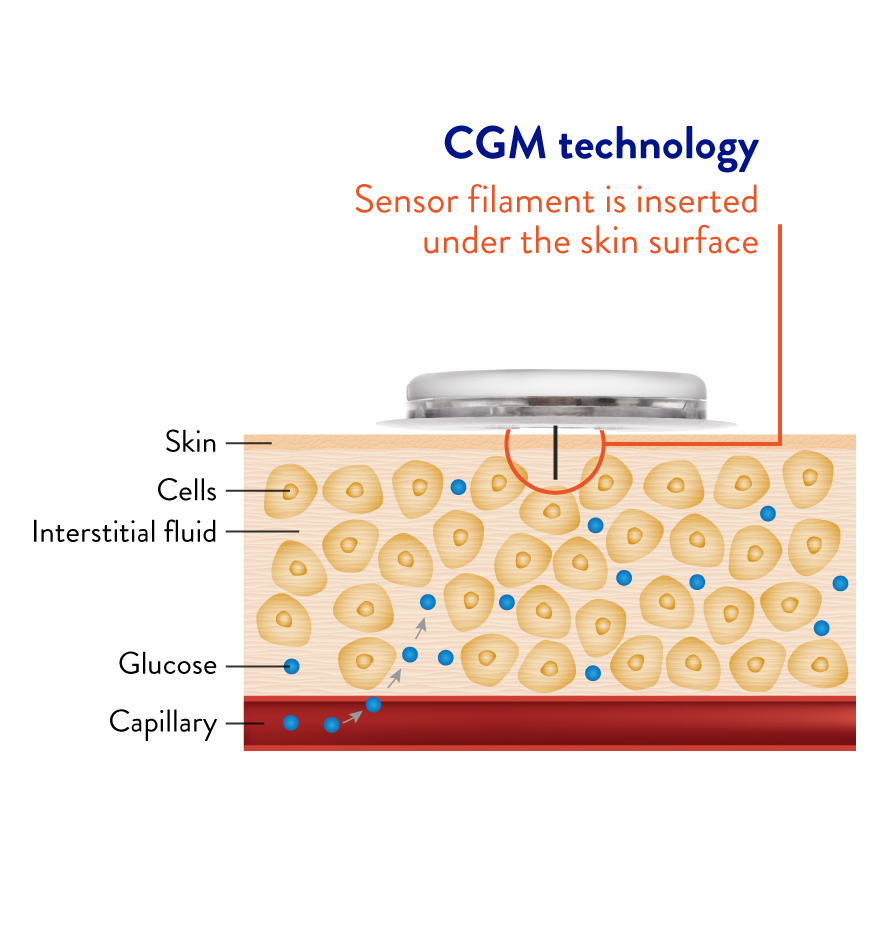 CGM technology
Sensor filament is inserted
under the skin surface
Skin
Cells
Interstitial fluid
Glucose
Capillary